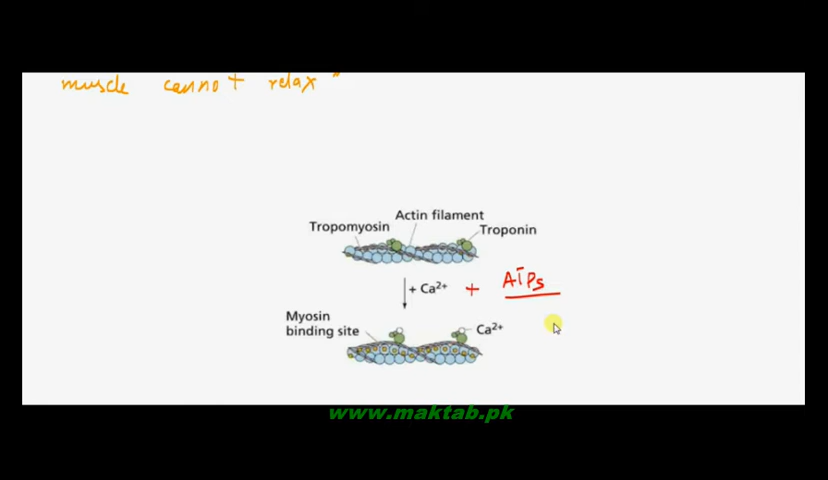 muscle cannot relax "
Actin filament
Tropomyosin
Troponin
+ Ca2+ + ATPs
Myosin
binding site
Ca2+
www.maktab.pk